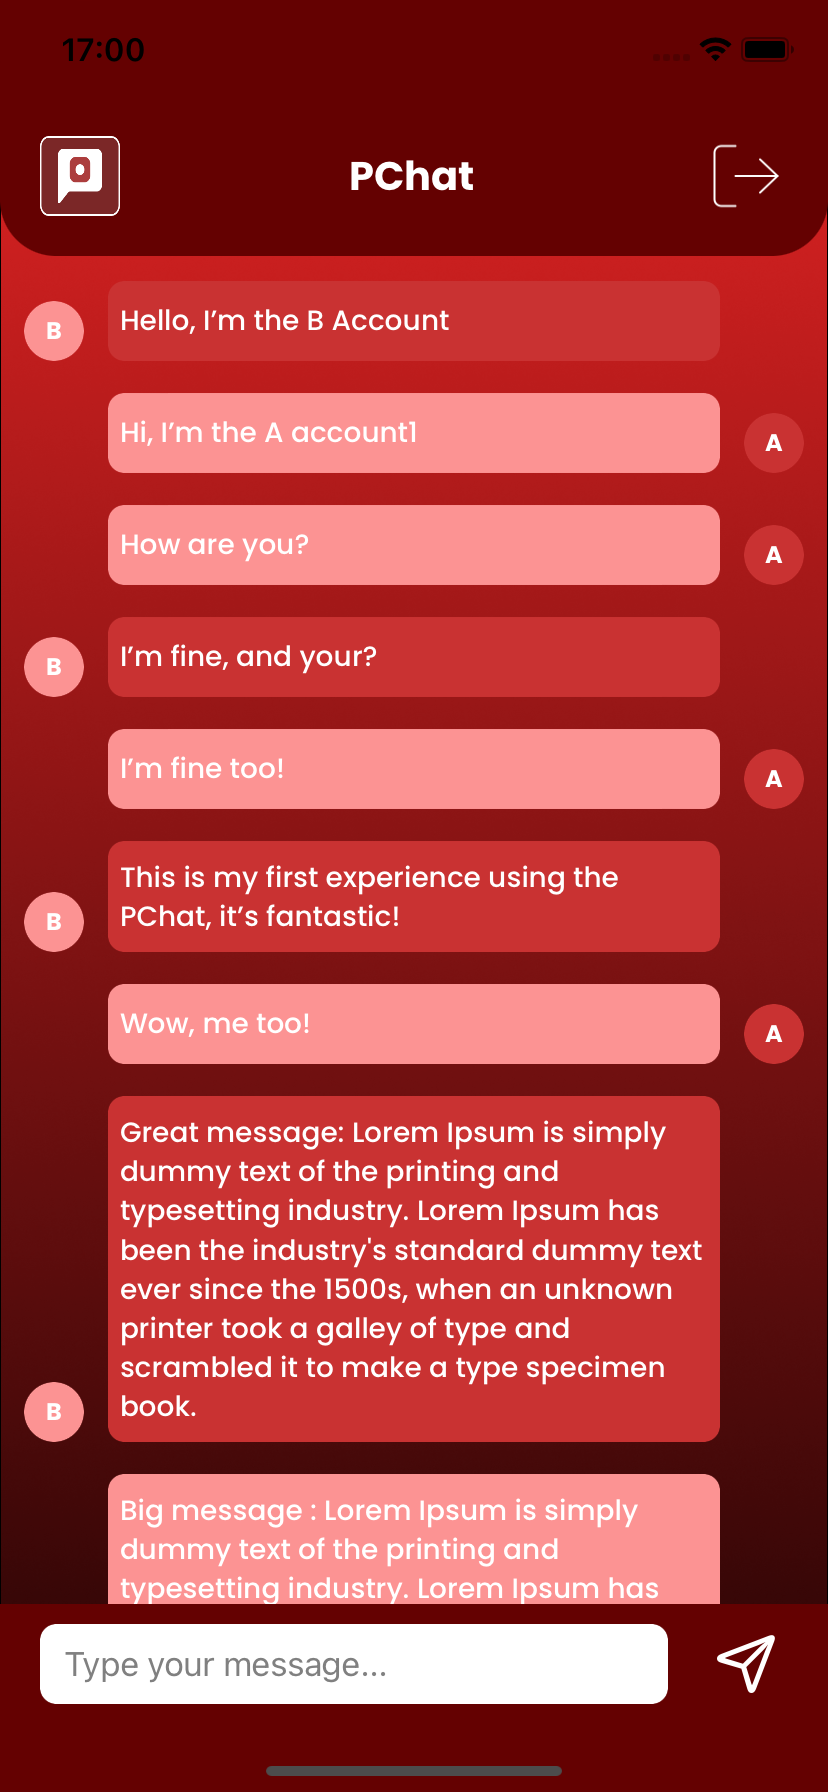 17:00
PChat
Hello, I’m the B Account
B
Hi, I’m the A account1
A
How are you?
A
I’m fine, and your?
B
I’m fine too!
A
This is my first experience using the
PChat, it’s fantastic!
B
Wow, me too!
A
Great message: Lorem Ipsum is simply
dummy text of the printing and
typesetting industry. Lorem Ipsum has
been the industry's standard dummy text
ever since the 1500s, when an unknown
printer took a galley of type and
scrambled it to make a type specimen
book.
B
Big message : Lorem Ipsum is simply
dummy text of the printing and
typesetting industry. Lorem Ipsum has
Type your message...